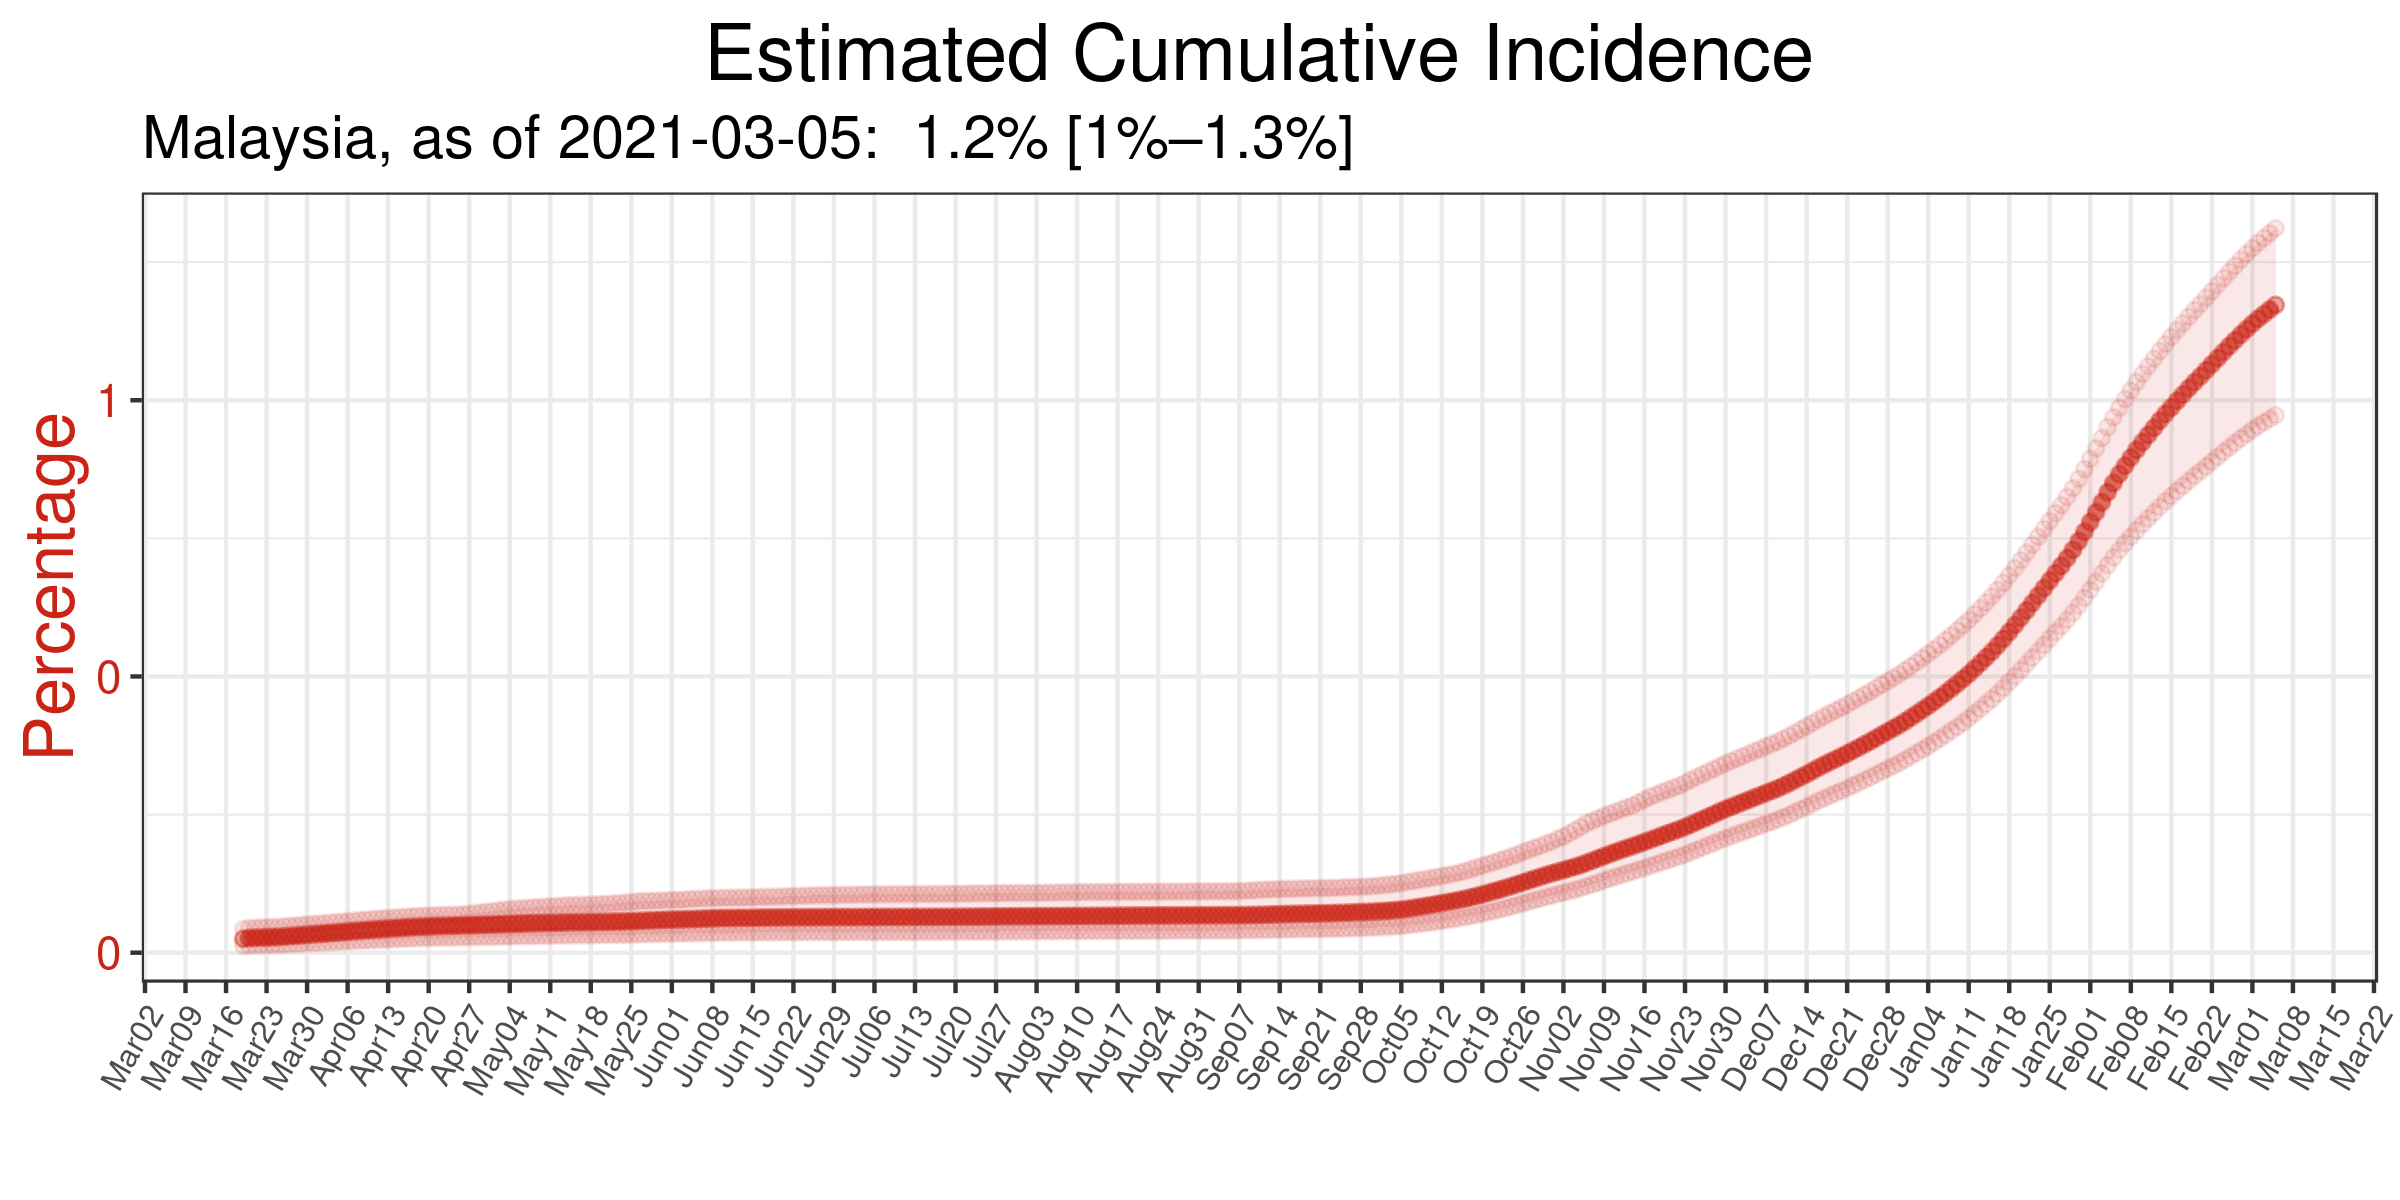 Estimated Cumulative Incidence
Malaysia, as of 2021-03-05:  1.2% [1%–1.3%]
Percentage
1
0
0
Mar02 Mar09 Mar16 Mar23 Mar30 Apr06 Apr13 Apr20 Apr27 May04 May11 May18 May25 Jun01 Jun08 Jun15 Jun22 Jun29 Jul06 Jul13 Jul20 Jul27 Aug03 Aug10 Aug17 Aug24 Aug31 Sep07 Sep14 Sep21 Sep28 Oct05 Oct12 Oct19 Oct26 Nov02 Nov09 Nov16 Nov23 Nov30 Dec07 Dec14 Dec21 Dec28 Jan04 Jan11 Jan18 Jan25 Feb01 Feb08 Feb15 Feb22 Mar01 Mar08 Mar15 Mar22